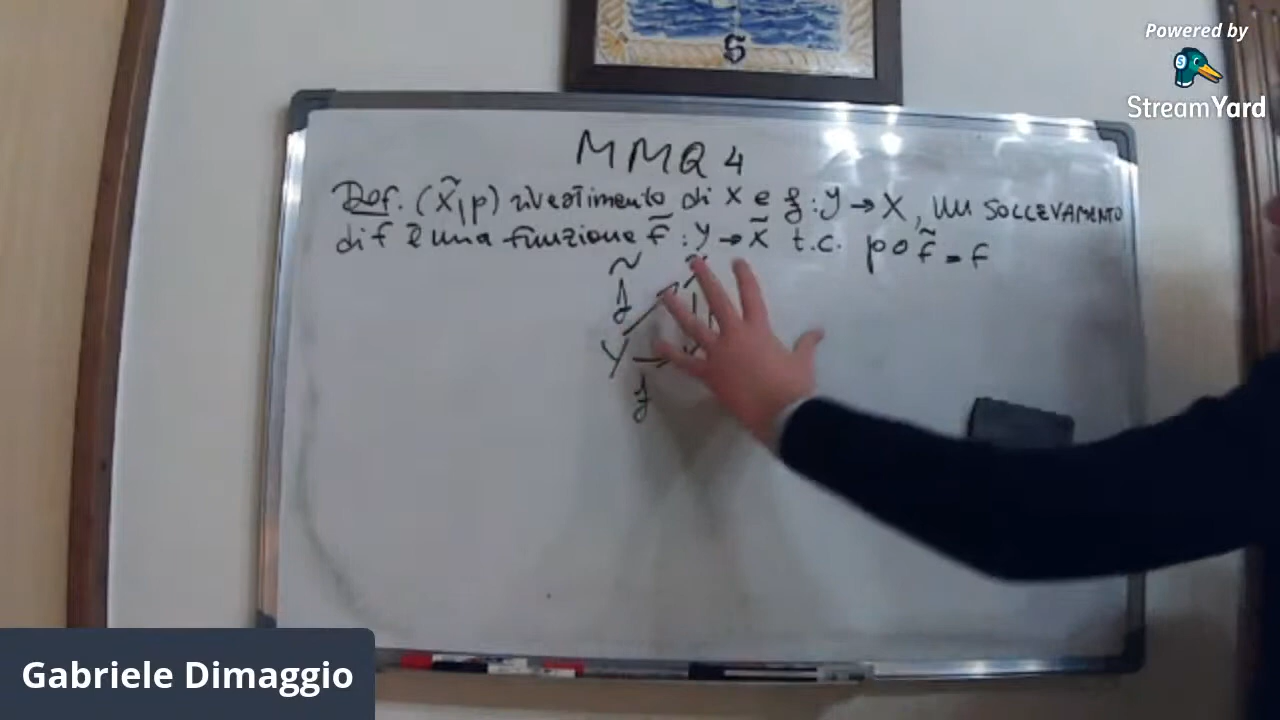 Powered by
StreamYard
S
MMQ 4
Def. (X̃,p) rivestimento di X e f: Y → X, un SOLLEVAMENTO
di f è una funzione f̃ : Y → X̃ t.c. p o f̃ = f
f̃
Y →
f
Gabriele Dimaggio